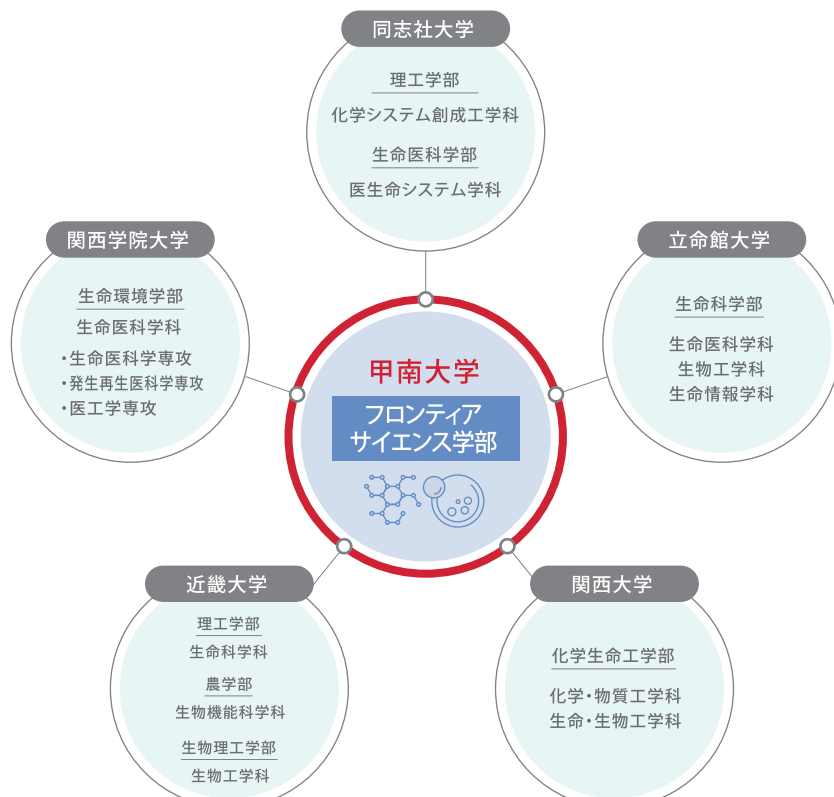 同志社大学
理工学部
化学システム創成工学科
生命医科学部
医生命システム学科
関西学院大学
生命環境学部
生命医科学科
・生命医科学専攻
・発生再生医科学専攻
・医工学専攻
立命館大学
生命科学部
生命医科学科
生物工学科
生命情報学科
甲南大学
フロンティア
サイエンス学部
近畿大学
理工学部
生命科学科
農学部
生物機能科学科
生物理工学部
生物工学科
関西大学
化学生命工学部
化学・物質工学科
生命・生物工学科